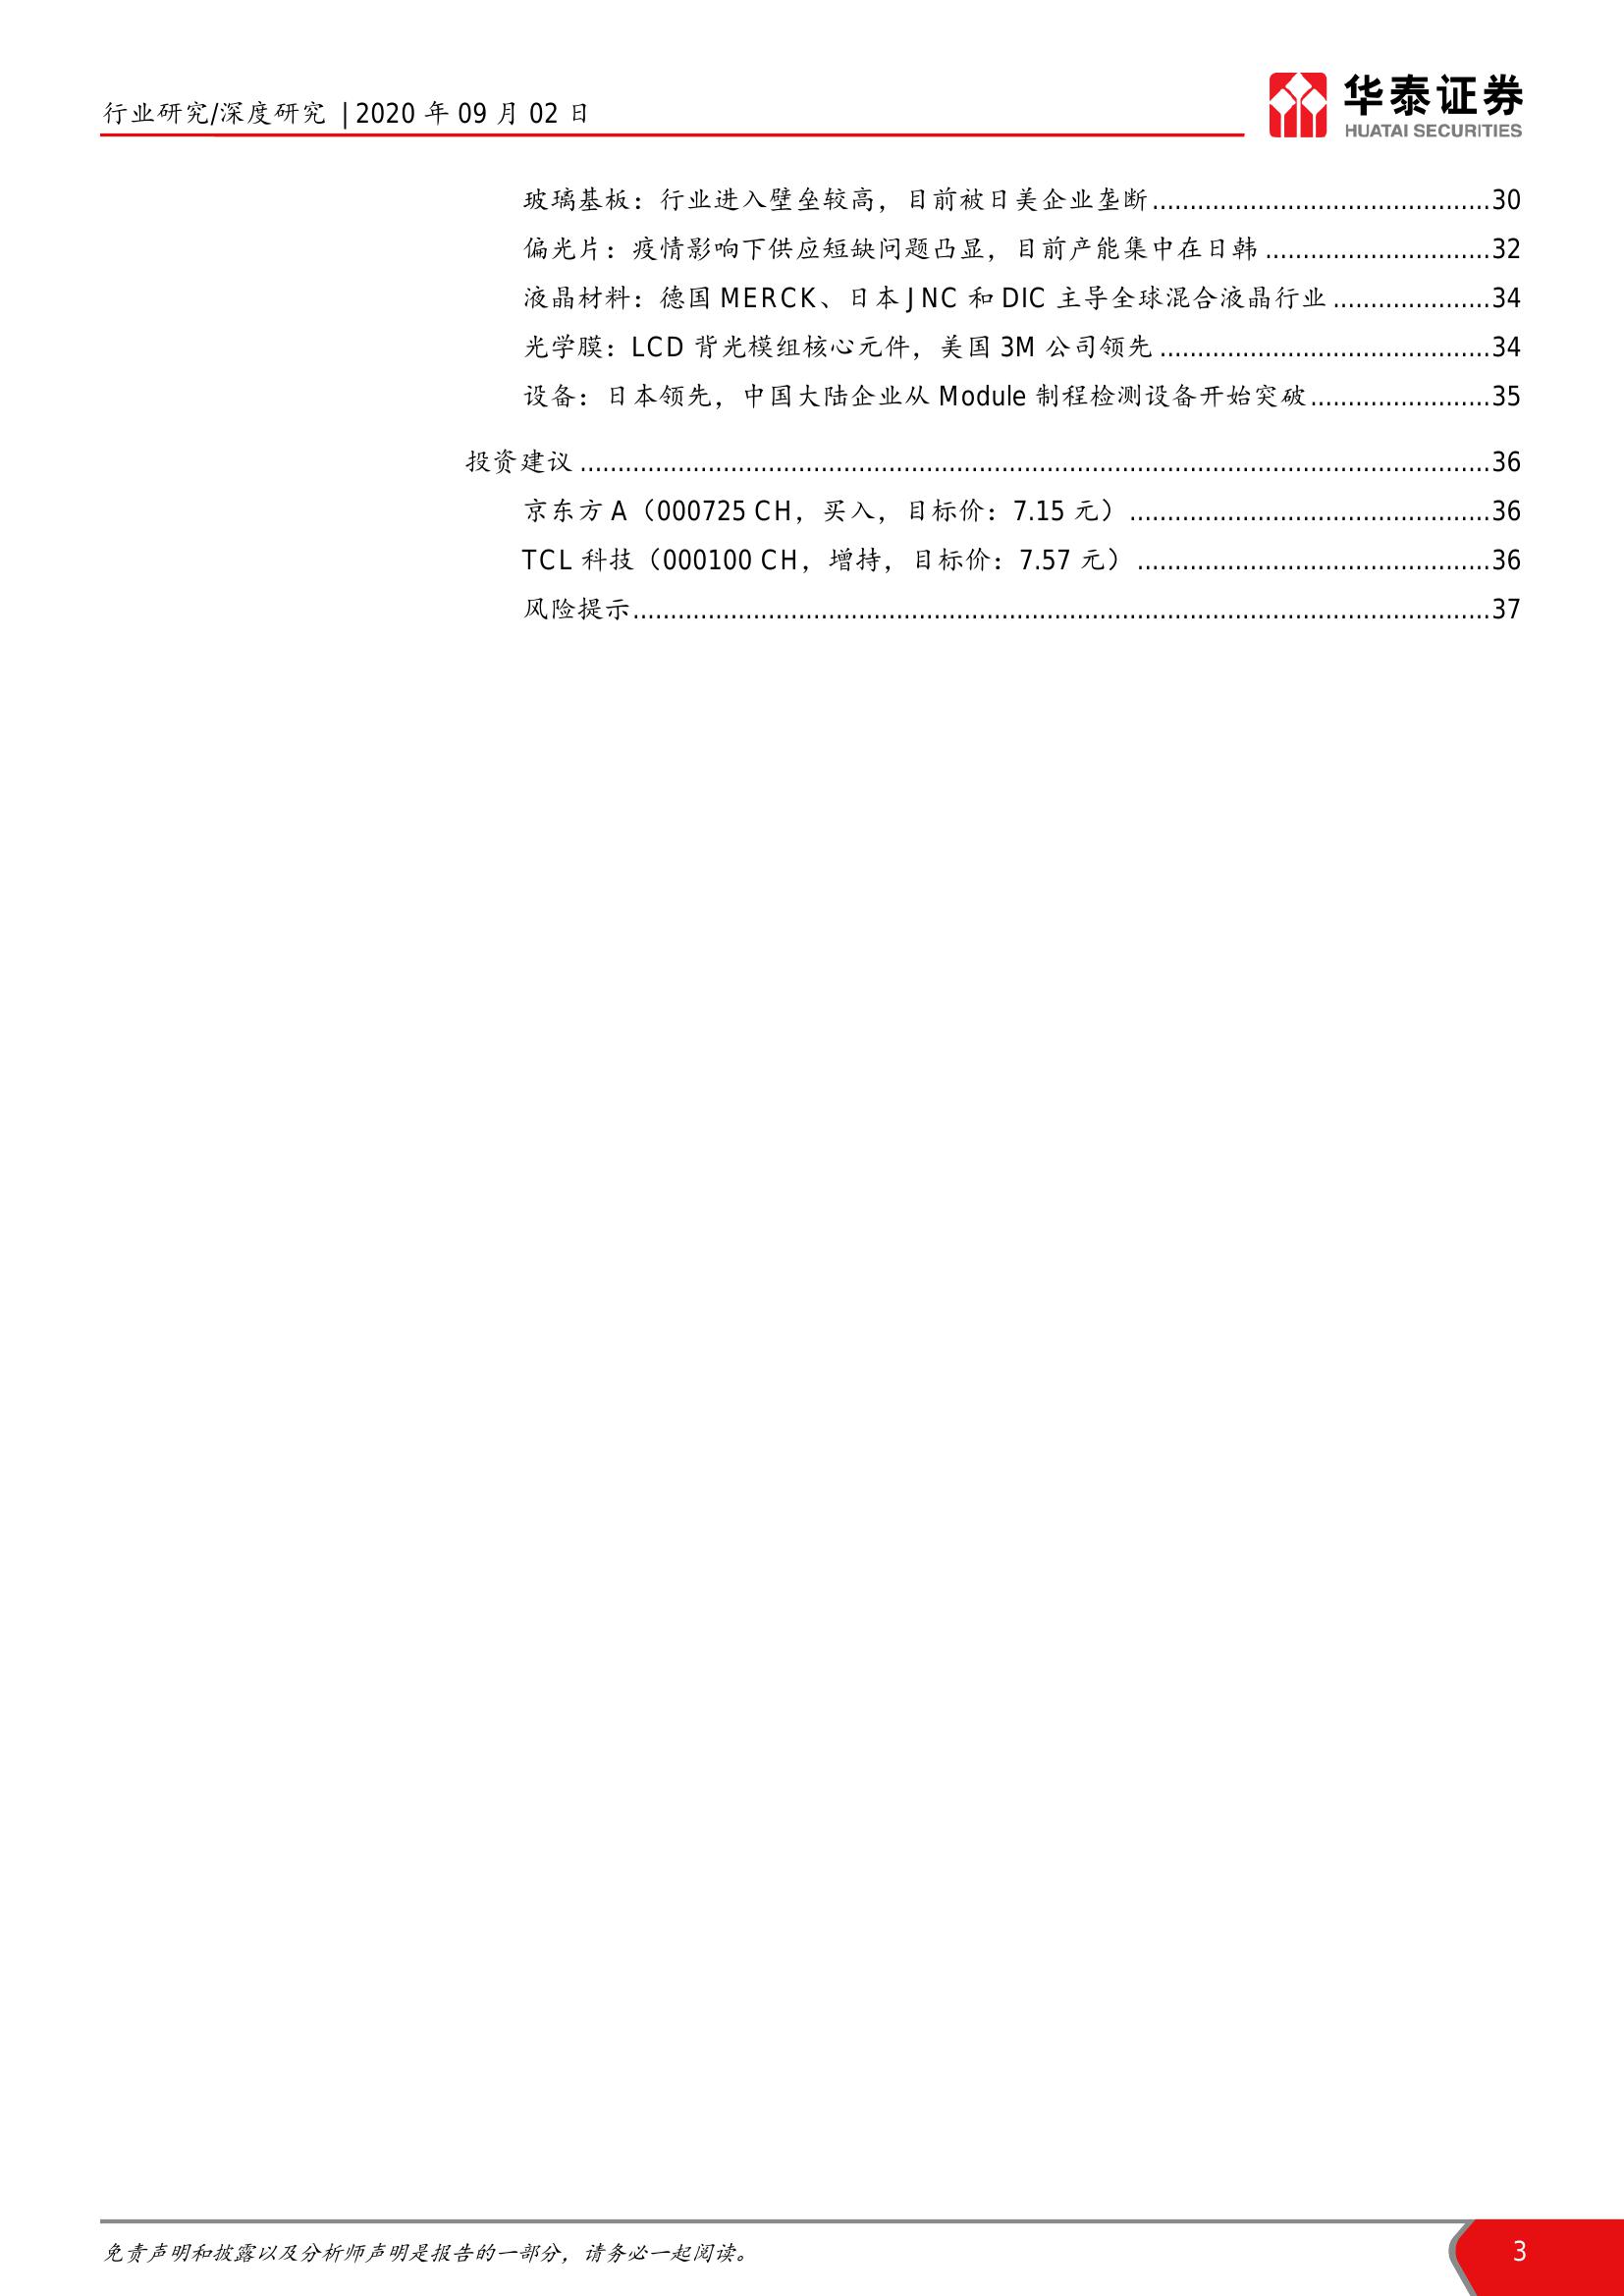 行业研究/深度研究 | 2020 年 09 月 02 日
华泰证券
HUATAI SECURITIES
玻璃基板：行业进入壁垒较高，目前被日美企业垄断............................................30
偏光片：疫情影响下供应短缺问题凸显，目前产能集中在日韩 .............................32
液晶材料：德国 MERCK、日本 JNC 和 DIC 主导全球混合液晶行业 ....................34
光学膜：LCD 背光模组核心元件，美国 3M 公司领先 ...........................................34
设备：日本领先，中国大陆企业从 Module 制程检测设备开始突破.......................35
投资建议 ........................................................................................................................36
京东方 A（000725 CH，买入，目标价：7.15 元）................................................36
TCL 科技（000100 CH，增持，目标价：7.57 元）...............................................36
风险提示.................................................................................................................37
免责声明和披露以及分析师声明是报告的一部分，请务必一起阅读。
3